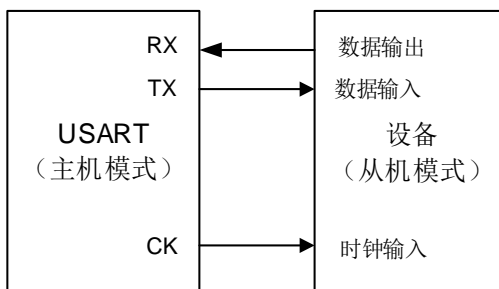 RX
数据输出
TX
数据输入
USART
（主机模式）
设备
（从机模式）
CK
时钟输入